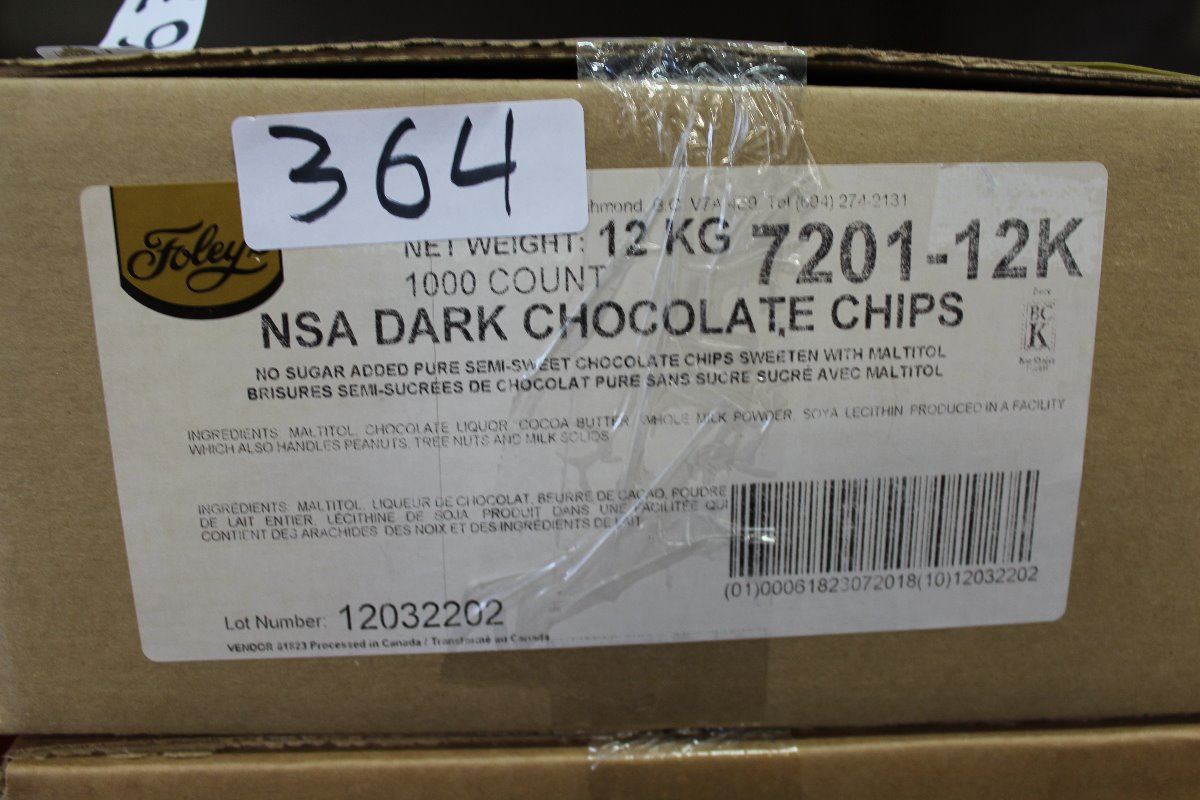 364
Foley's
hmond, B.C. V7A 4E9 Tel (604) 274-2131
NET WEIGHT: 12 KG 7201-12K
1000 COUNT
NSA DARK CHOCOLATE CHIPS
NO SUGAR ADDED PURE SEMI-SWEET CHOCOLATE CHIPS SWEETEN WITH MALTITOL
BRISURES SEMI-SUCRÉES DE CHOCOLAT PURE SANS SUCRE SUCRÉ AVEC MALTITOL
BC
K
INGREDIENTS: MALTITOL, CHOCOLATE LIQUOR, COCOA BUTTER, WHOLE MILK POWDER, SOYA LECITHIN PRODUCED IN A FACILITY
WHICH ALSO HANDLES PEANUTS, TREE NUTS AND MILK SOLIDS
INGRÉDIENTS: MALTITOL, LIQUEUR DE CHOCOLAT, BEURRE DE CACAO, POUDRE
DE LAIT ENTIER, LÉCITHINE DE SOJA, PRODUIT DANS UNE FACILITÉE QUI
CONTIENT DES ARACHIDES, DES NOIX ET DES INGRÉDIENTS DE LAIT
(01)00061823072018(10)12032202
Lot Number: 12032202
VENDOR 61823 Processed in Canada / Transformé au Canada